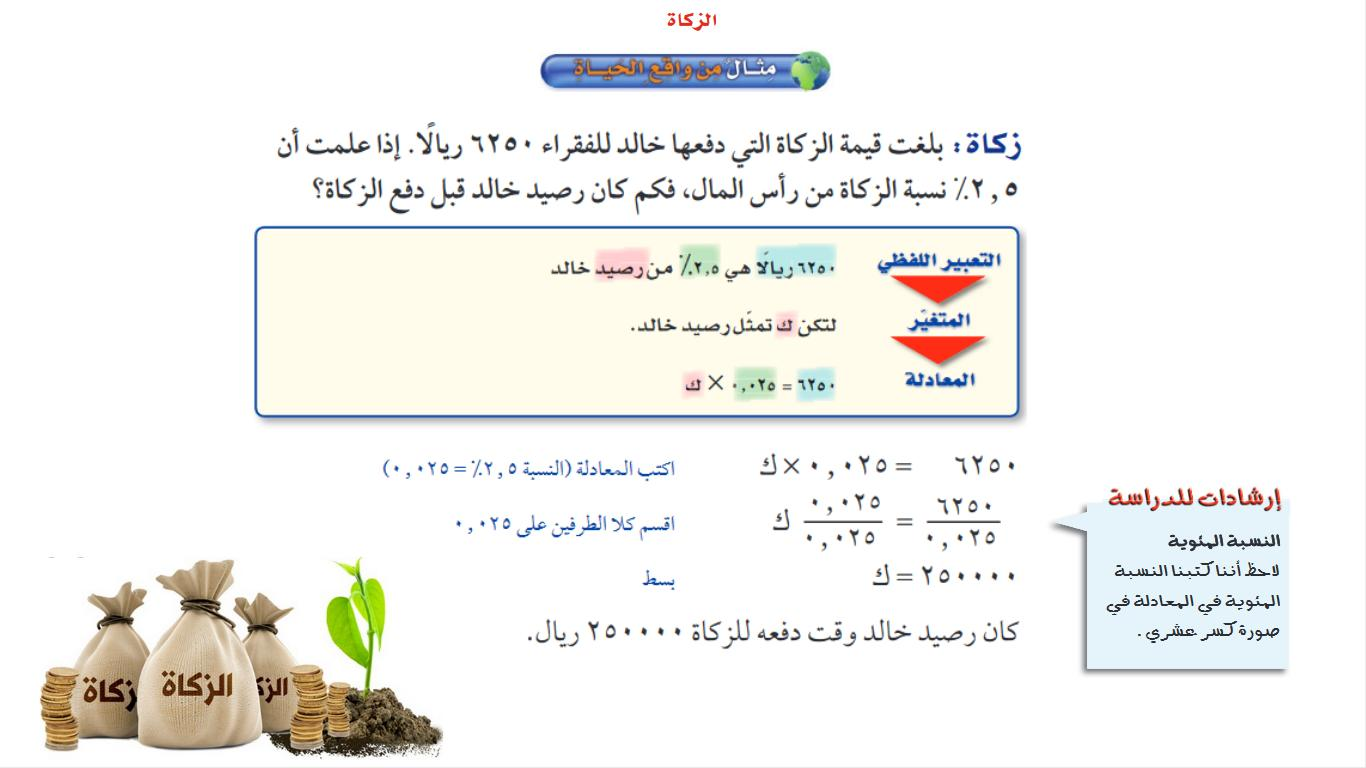 الزكاة
مِثَـالٌ من واقع الحَيــاةِ
زكاة: بلغت قيمة الزكاة التي دفعها خالد للفقراء ٦٢٥٠ ريالًا. إذا علمت أن
٢,٥٪ نسبة الزكاة من رأس المال، فكم كان رصيد خالد قبل دفع الزكاة؟
التعبير اللفظي
٦٢٥٠ ريالًا هي ٢,٥٪ من رصيد خالد
المتغيّر
لتكن ك تمثّل رصيد خالد.
المعادلة
٦٢٥٠ = ٠,٠٢٥ × ك
٦٢٥٠ = ٠,٠٢٥ × ك
اكتب المعادلة (النسبة ٢,٥٪ = ٠,٠٢٥)
٦٢٥٠/٠,٠٢٥ = ٠,٠٢٥/٠,٠٢٥ ك
اقسم كلا الطرفين على ٠,٠٢٥
٢٥٠٠٠٠ = ك
بسط
كان رصيد خالد وقت دفعه للزكاة ٢٥٠٠٠٠ ريال.
إرشادات للدراسة
النسبة المئوية
لاحظ أننا كتبنا النسبة
المئوية في المعادلة في
صورة كسر عشري .
الزكاة
الزكاة
الزكاة